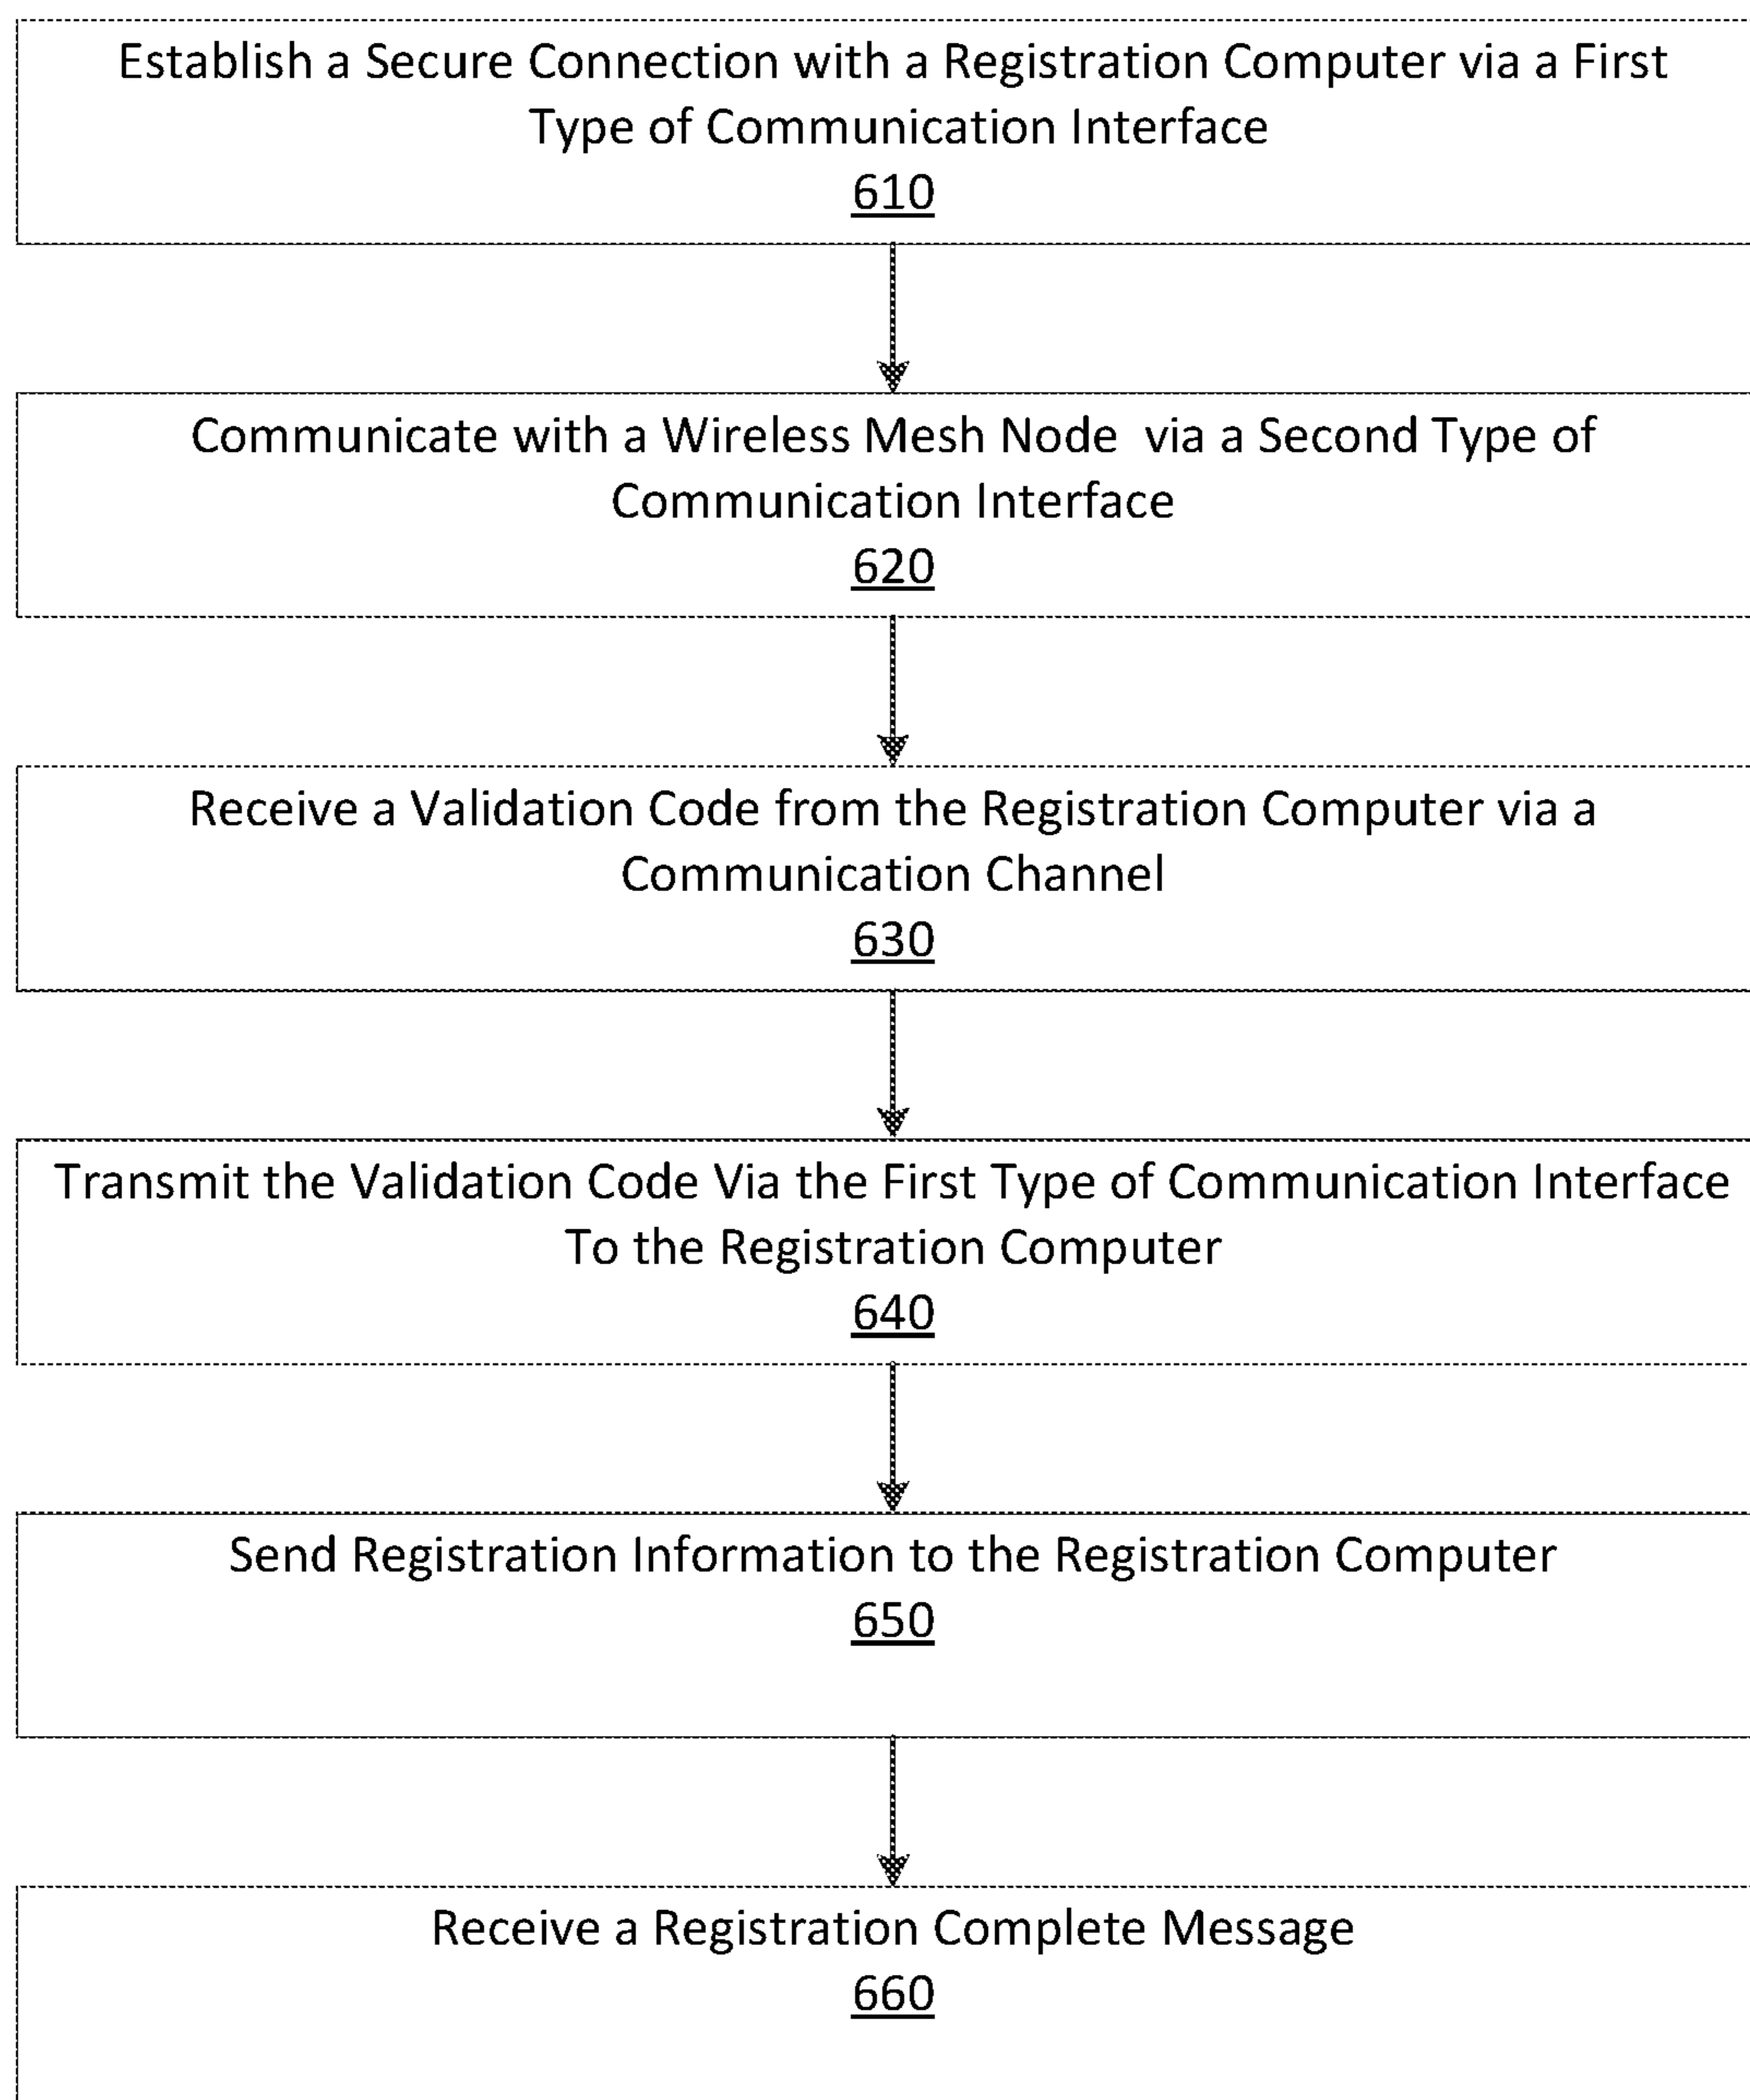 Establish a Secure Connection with a Registration Computer via a First
Type of Communication Interface
610
Communicate with a Wireless Mesh Node via a Second Type of
Communication Interface
620
Receive a Validation Code from the Registration Computer via a
Communication Channel
630
Transmit the Validation Code Via the First Type of Communication Interface
To the Registration Computer
640
Send Registration Information to the Registration Computer
650
Receive a Registration Complete Message
660